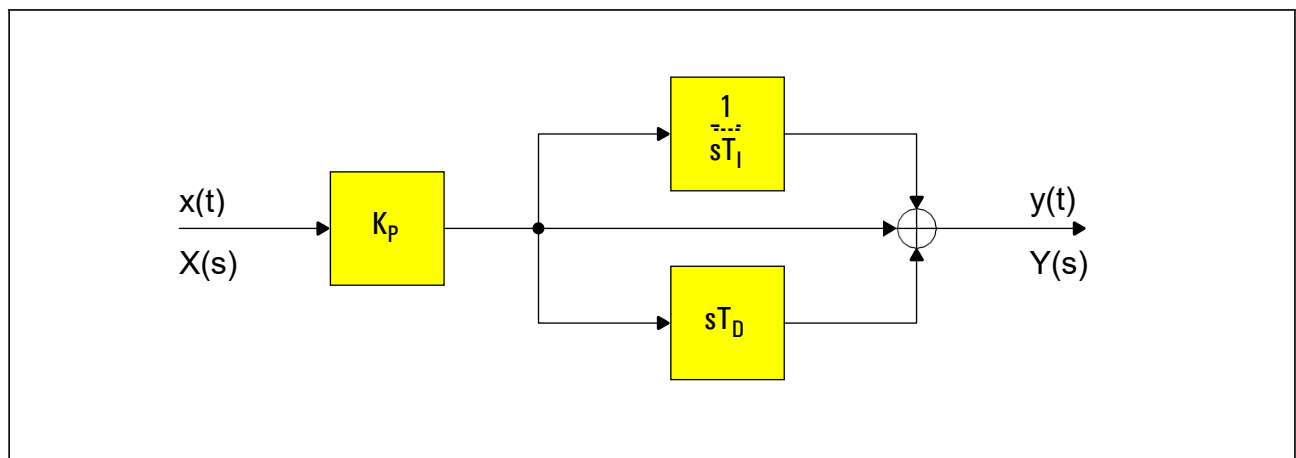 x(t)
X(s)
K_P
1
sT_I
sT_D
y(t)
Y(s)